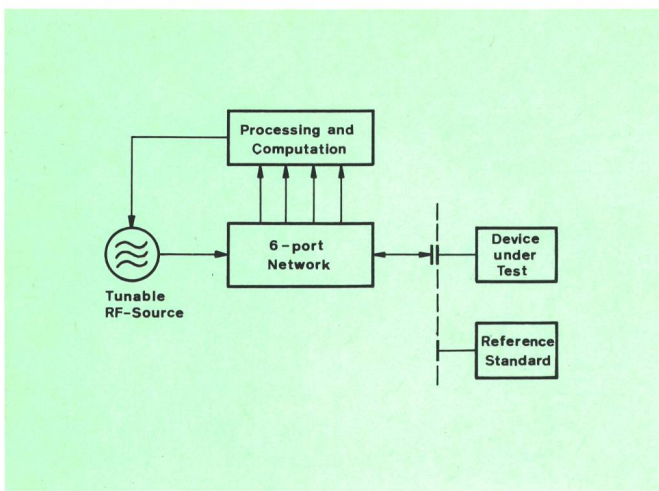 Processing and
Computation
6-port
Network
Tunable
RF-Source
Device
under
Test
Reference
Standard